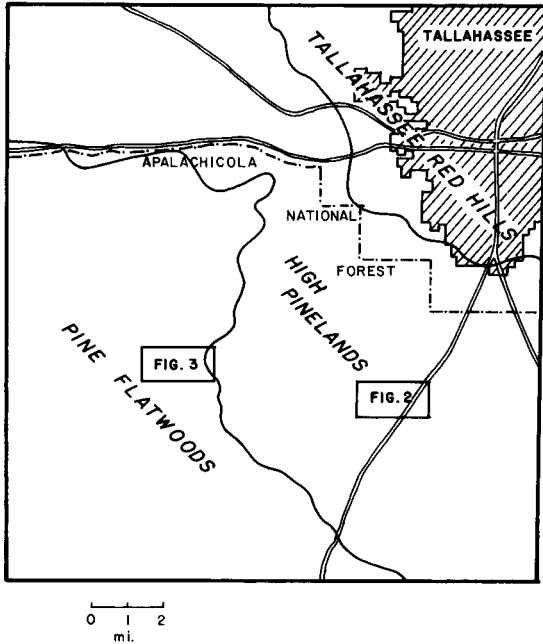 TALLAHASSEE
TALLAHASSEE RED HILLS
APALACHICOLA
NATIONAL
FOREST
HIGH
PINELANDS
PINE FLATWOODS
FIG. 3
FIG. 2
0 1 2
mi.